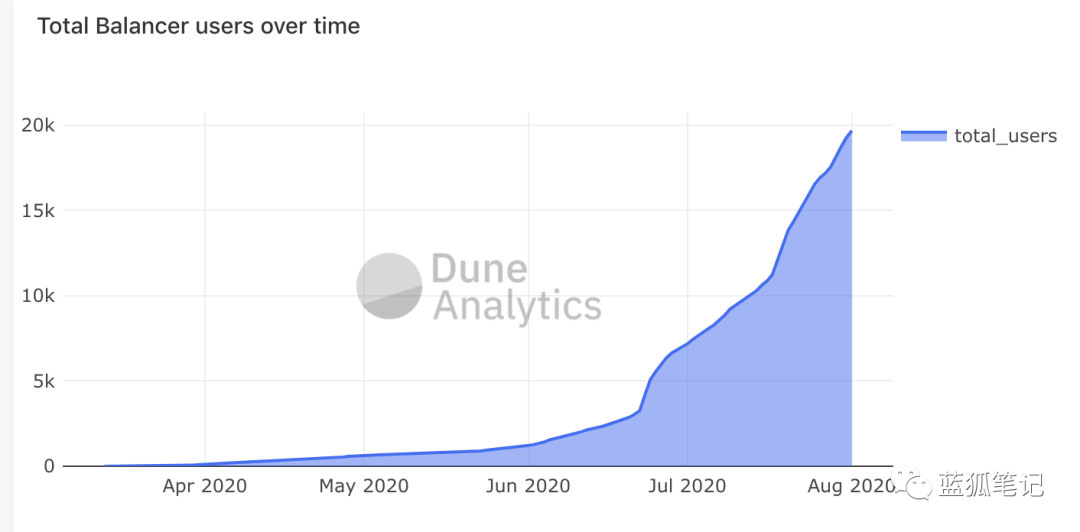 Total Balancer users over time
20k
total_users
15k
Dune
Analytics
10k
5k
0
Apr 2020
May 2020
Jun 2020
Jul 2020
Aug 2020
蓝狐笔记